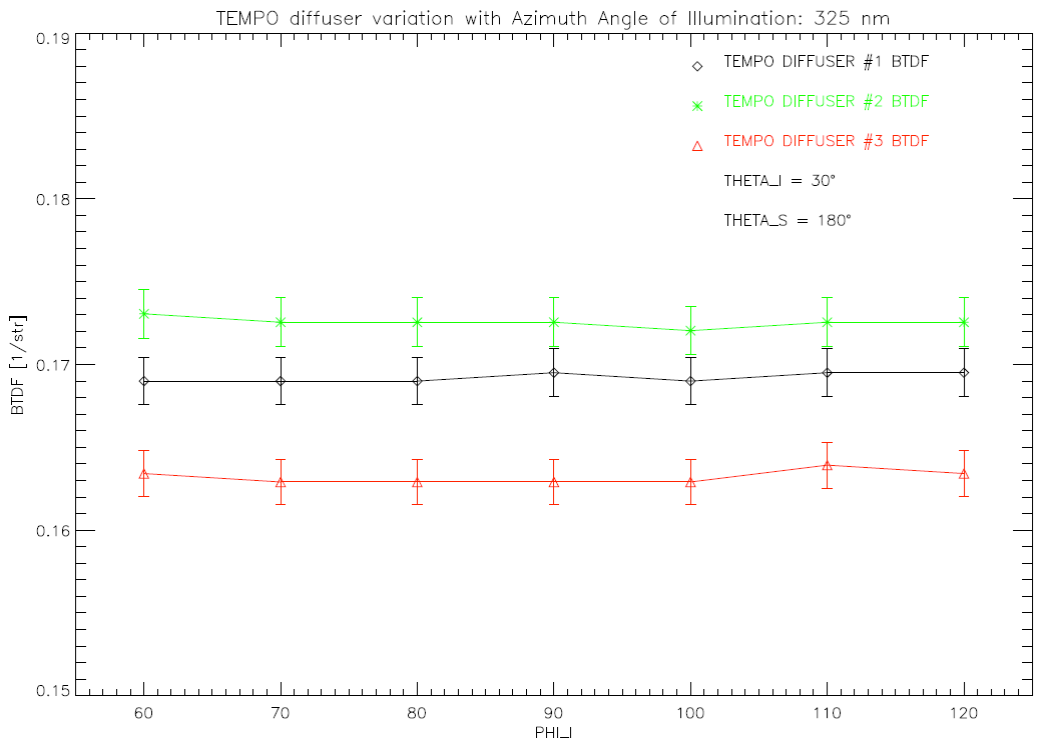 TEMPO diffuser variation with Azimuth Angle of Illumination: 325 nm
0.19
TEMPO DIFFUSER #1 BTDF
TEMPO DIFFUSER #2 BTDF
TEMPO DIFFUSER #3 BTDF
THETA_I = 30°
THETA_S = 180°
0.18
0.17
0.16
0.15
BTDF [1/str]
60 70 80 90 100 110 120
PHI_I